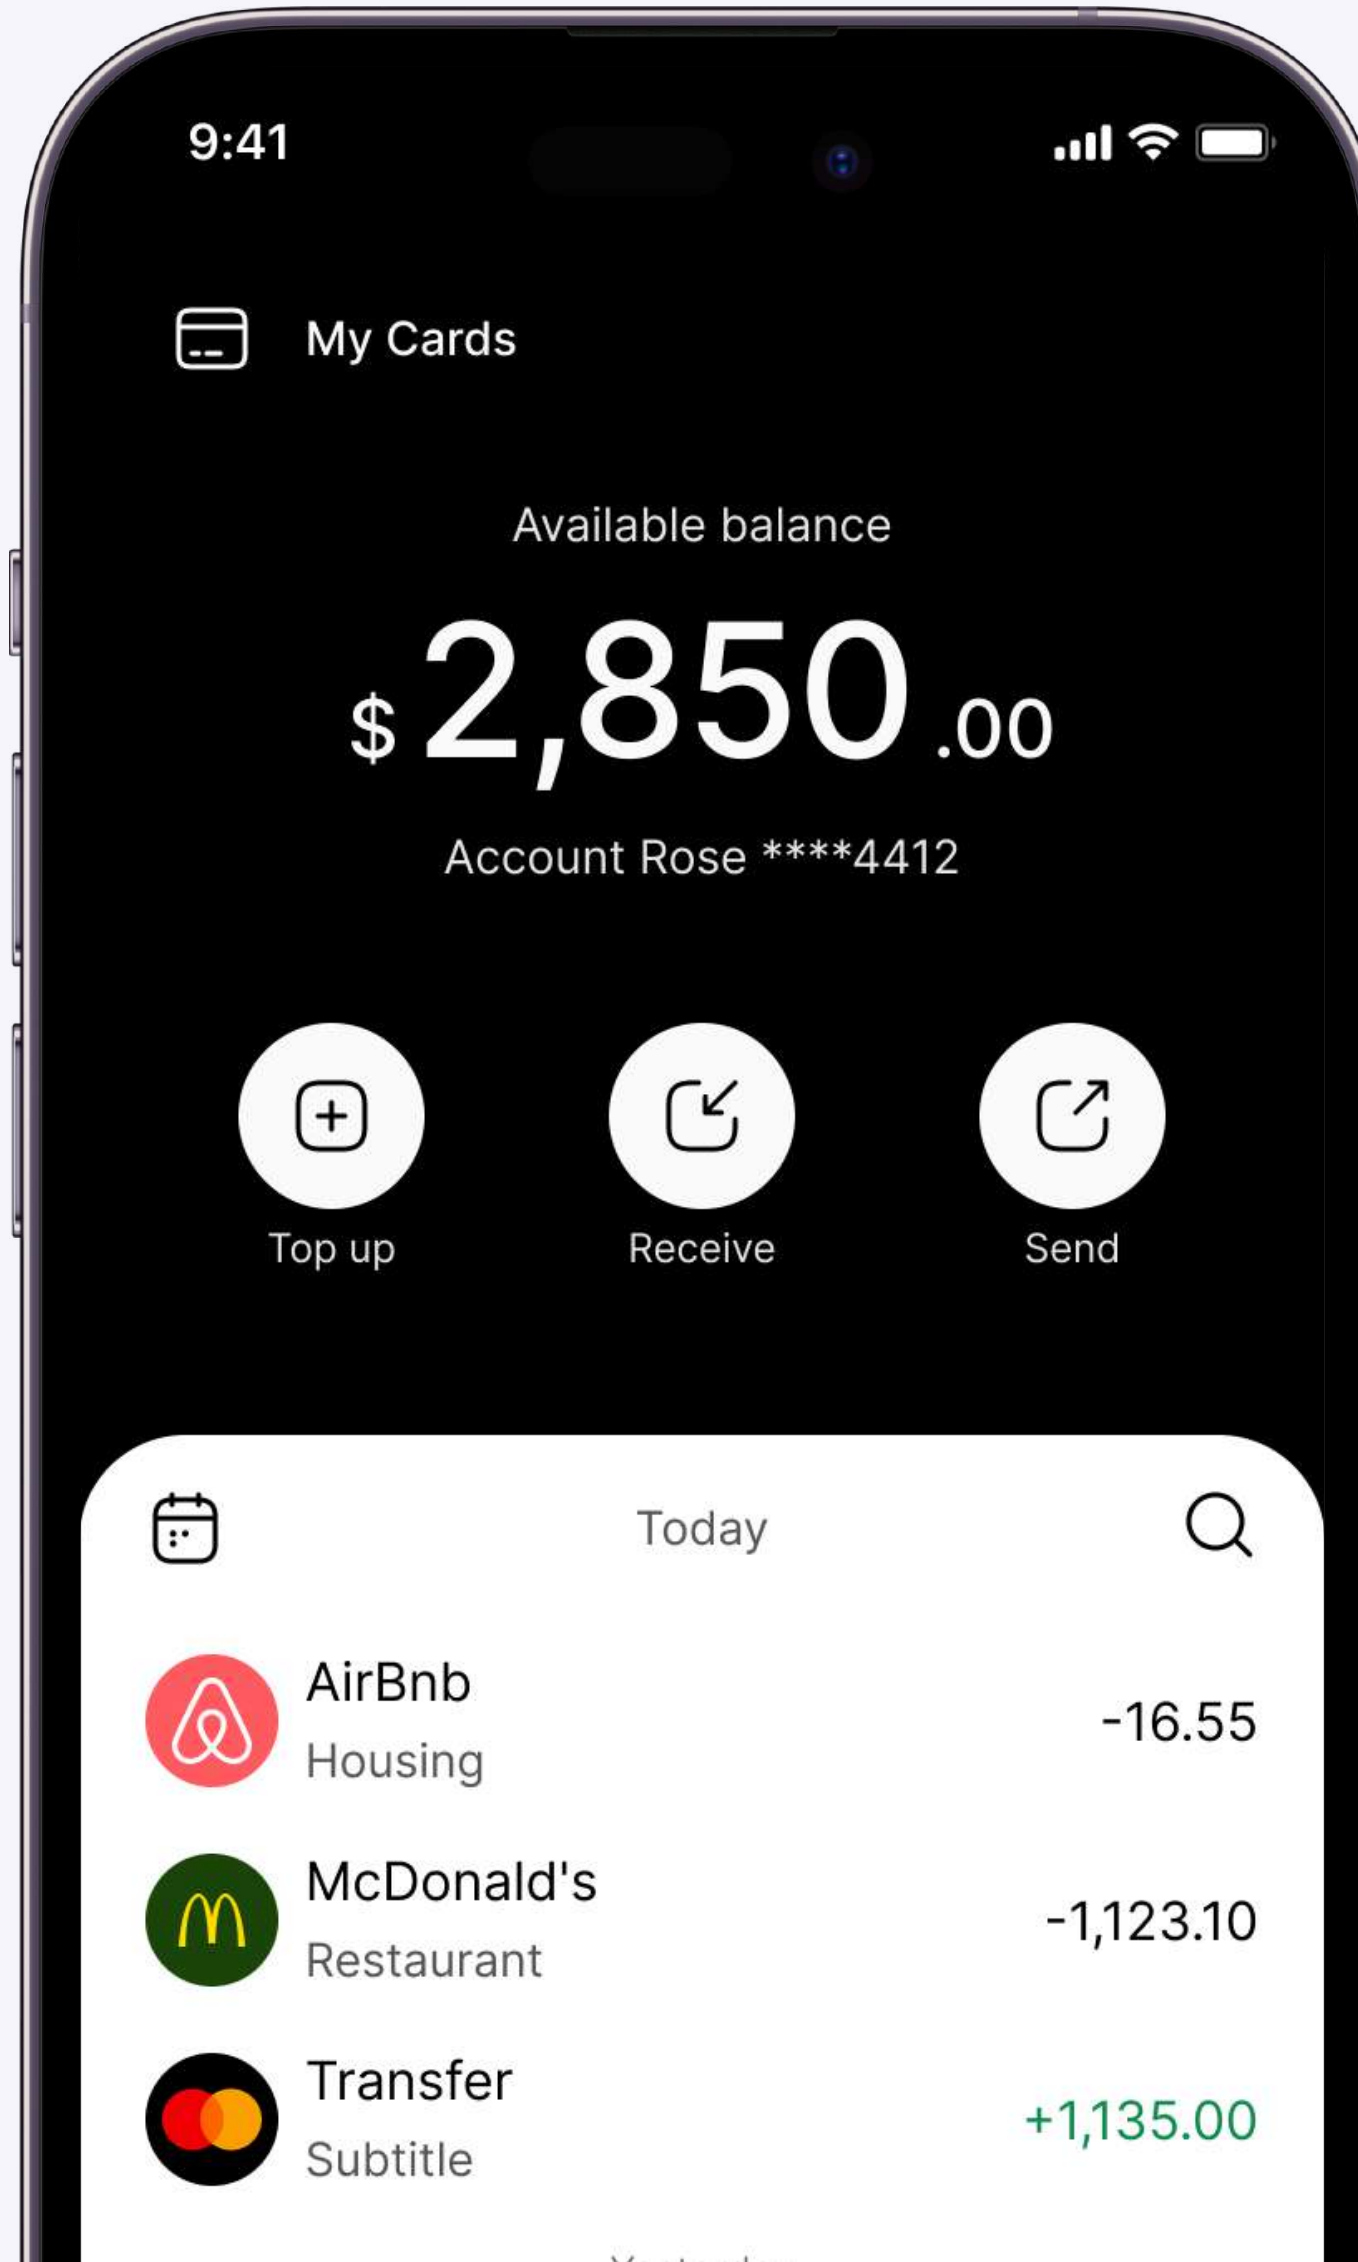 9:41
My Cards
Available balance
$2,850.00
Account Rose ****4412
Top up
Receive
Send
Today
AirBnb
Housing
-16.55
McDonald's
Restaurant
-1,123.10
Transfer
Subtitle
+1,135.00